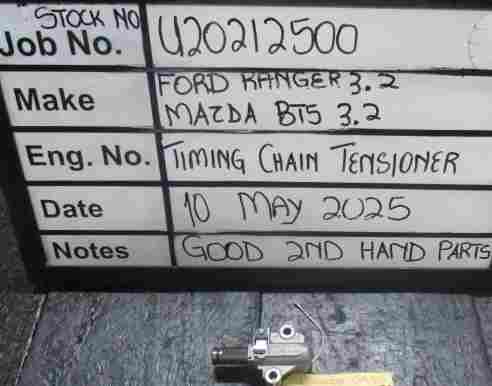 STOCK NO
Job No. U20212500
Make FORD RANGER 3.2
MAZDA BT5 3.2
Eng. No. TIMING CHAIN TENSIONER
Date 10 MAY 2025
Notes GOOD 2ND HAND PARTS